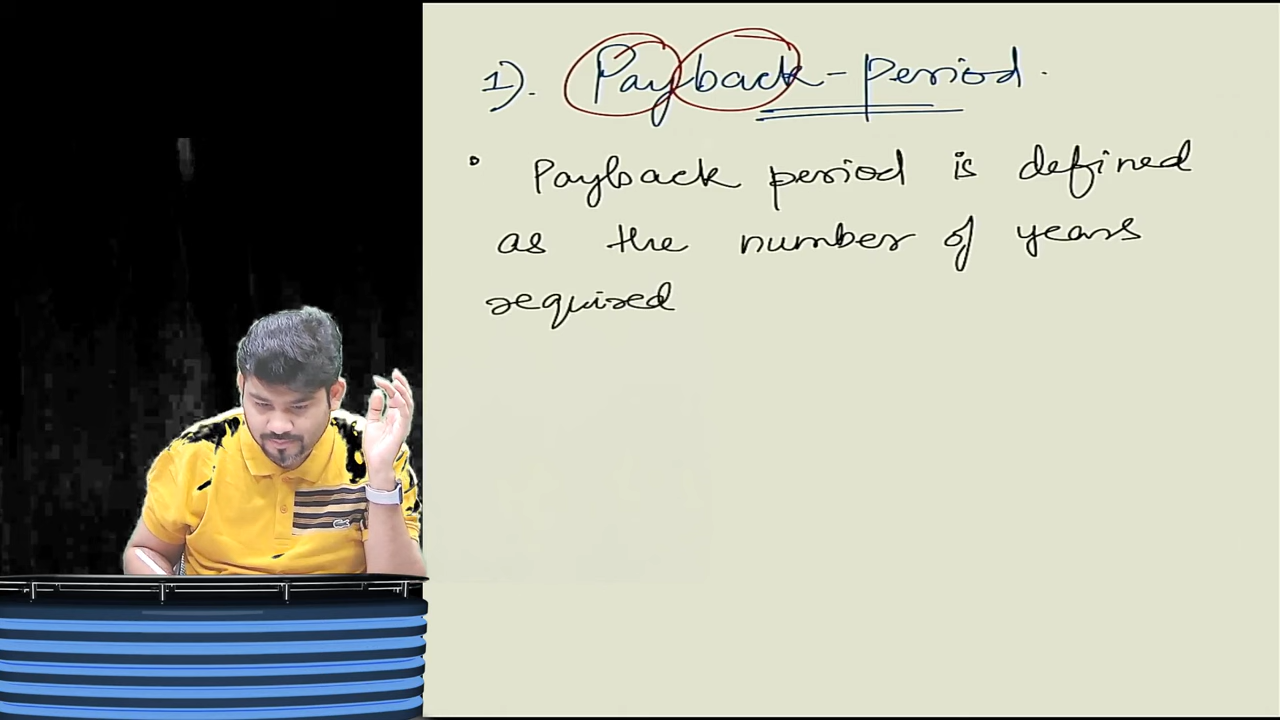 1). Payback-period.
• Payback period is defined
as the number of years
required